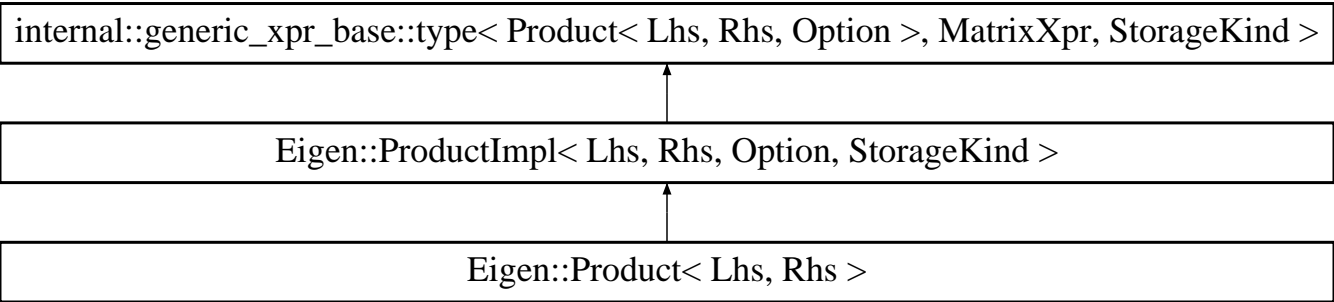 internal::generic_xpr_base::type< Product< Lhs, Rhs, Option >, MatrixXpr, StorageKind >
Eigen::ProductImpl< Lhs, Rhs, Option, StorageKind >
Eigen::Product< Lhs, Rhs >